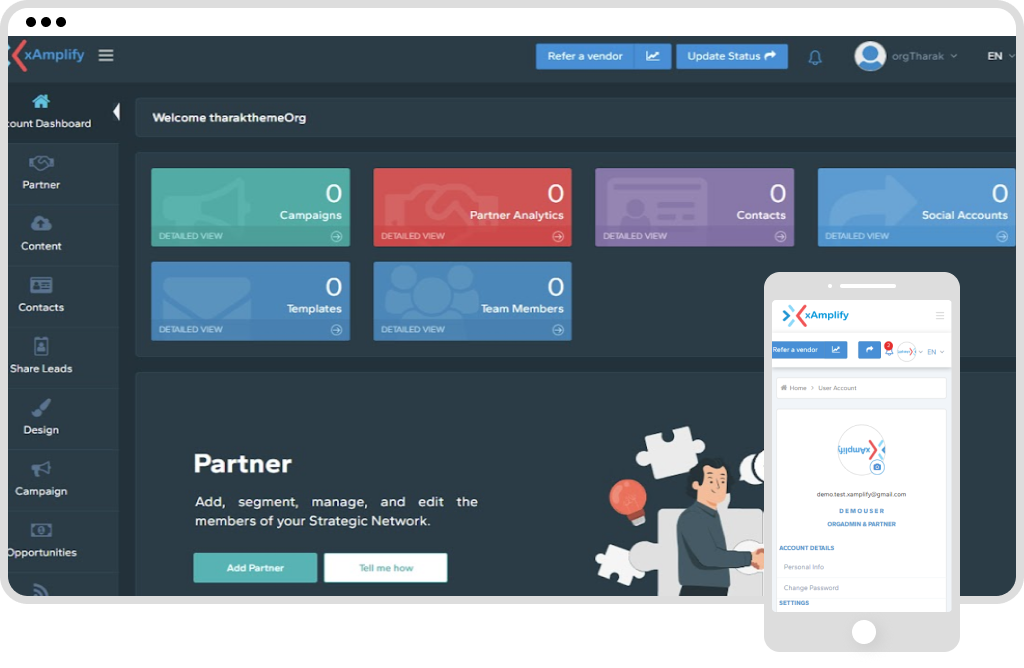 xAmplify
Refer a vendor
Update Status
orgTharak
EN
count Dashboard
Welcome tharakthemeOrg
Partner
Content
Contacts
Share Leads
Design
Campaign
Opportunities
0
Campaigns
DETAILED VIEW
0
Partner Analytics
DETAILED VIEW
0
Contacts
DETAILED VIEW
0
Social Accounts
DETAILED VIEW
0
Templates
DETAILED VIEW
0
Team Members
DETAILED VIEW
Partner
Add, segment, manage, and edit the
members of your Strategic Network.
Add Partner
Tell me how
xAmplify
Refer a vendor
2
EN
Home > User Account
xAmplify
demo.test.xamplify@gmail.com
DEMOUSER
ORGADMIN & PARTNER
ACCOUNT DETAILS
Personal Info
Change Password
SETTINGS